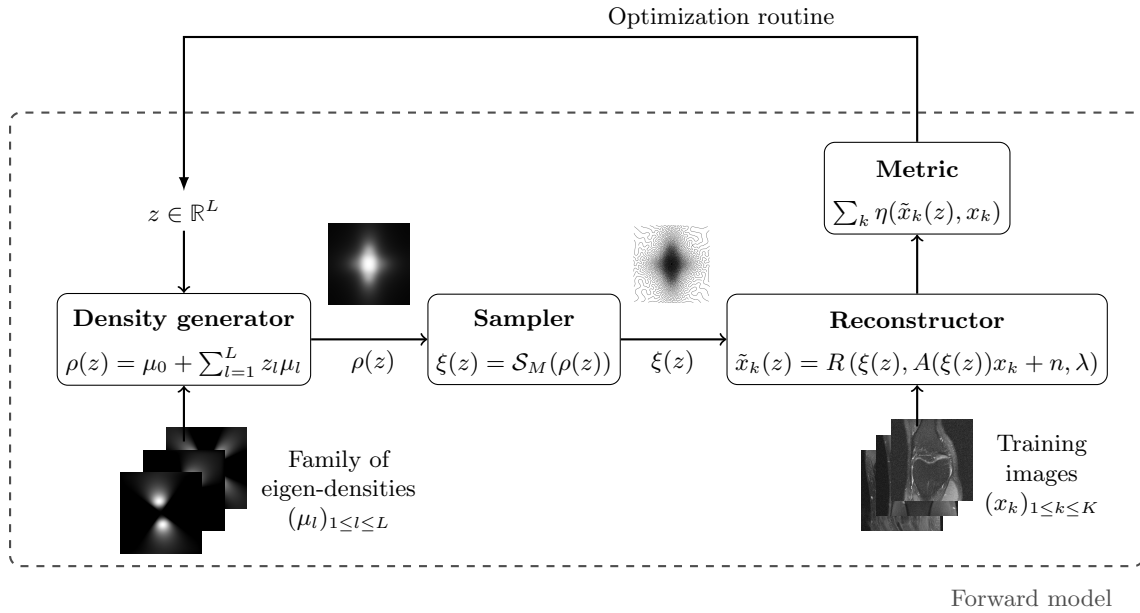 Optimization routine
Metric
∑_k η(x̃_k(z), x_k)
z ∈ ℝ^L
Density generator
ρ(z) = μ_0 + ∑_{l=1}^{L} z_l μ_l
ρ(z)
Sampler
ξ(z) = 𝒮_M(ρ(z))
ξ(z)
Reconstructor
x̃_k(z) = R (ξ(z), A(ξ(z))x_k + n, λ)
Family of
eigen-densities
(μ_l)_{1≤l≤L}
Training
images
(x_k)_{1≤k≤K}
Forward model